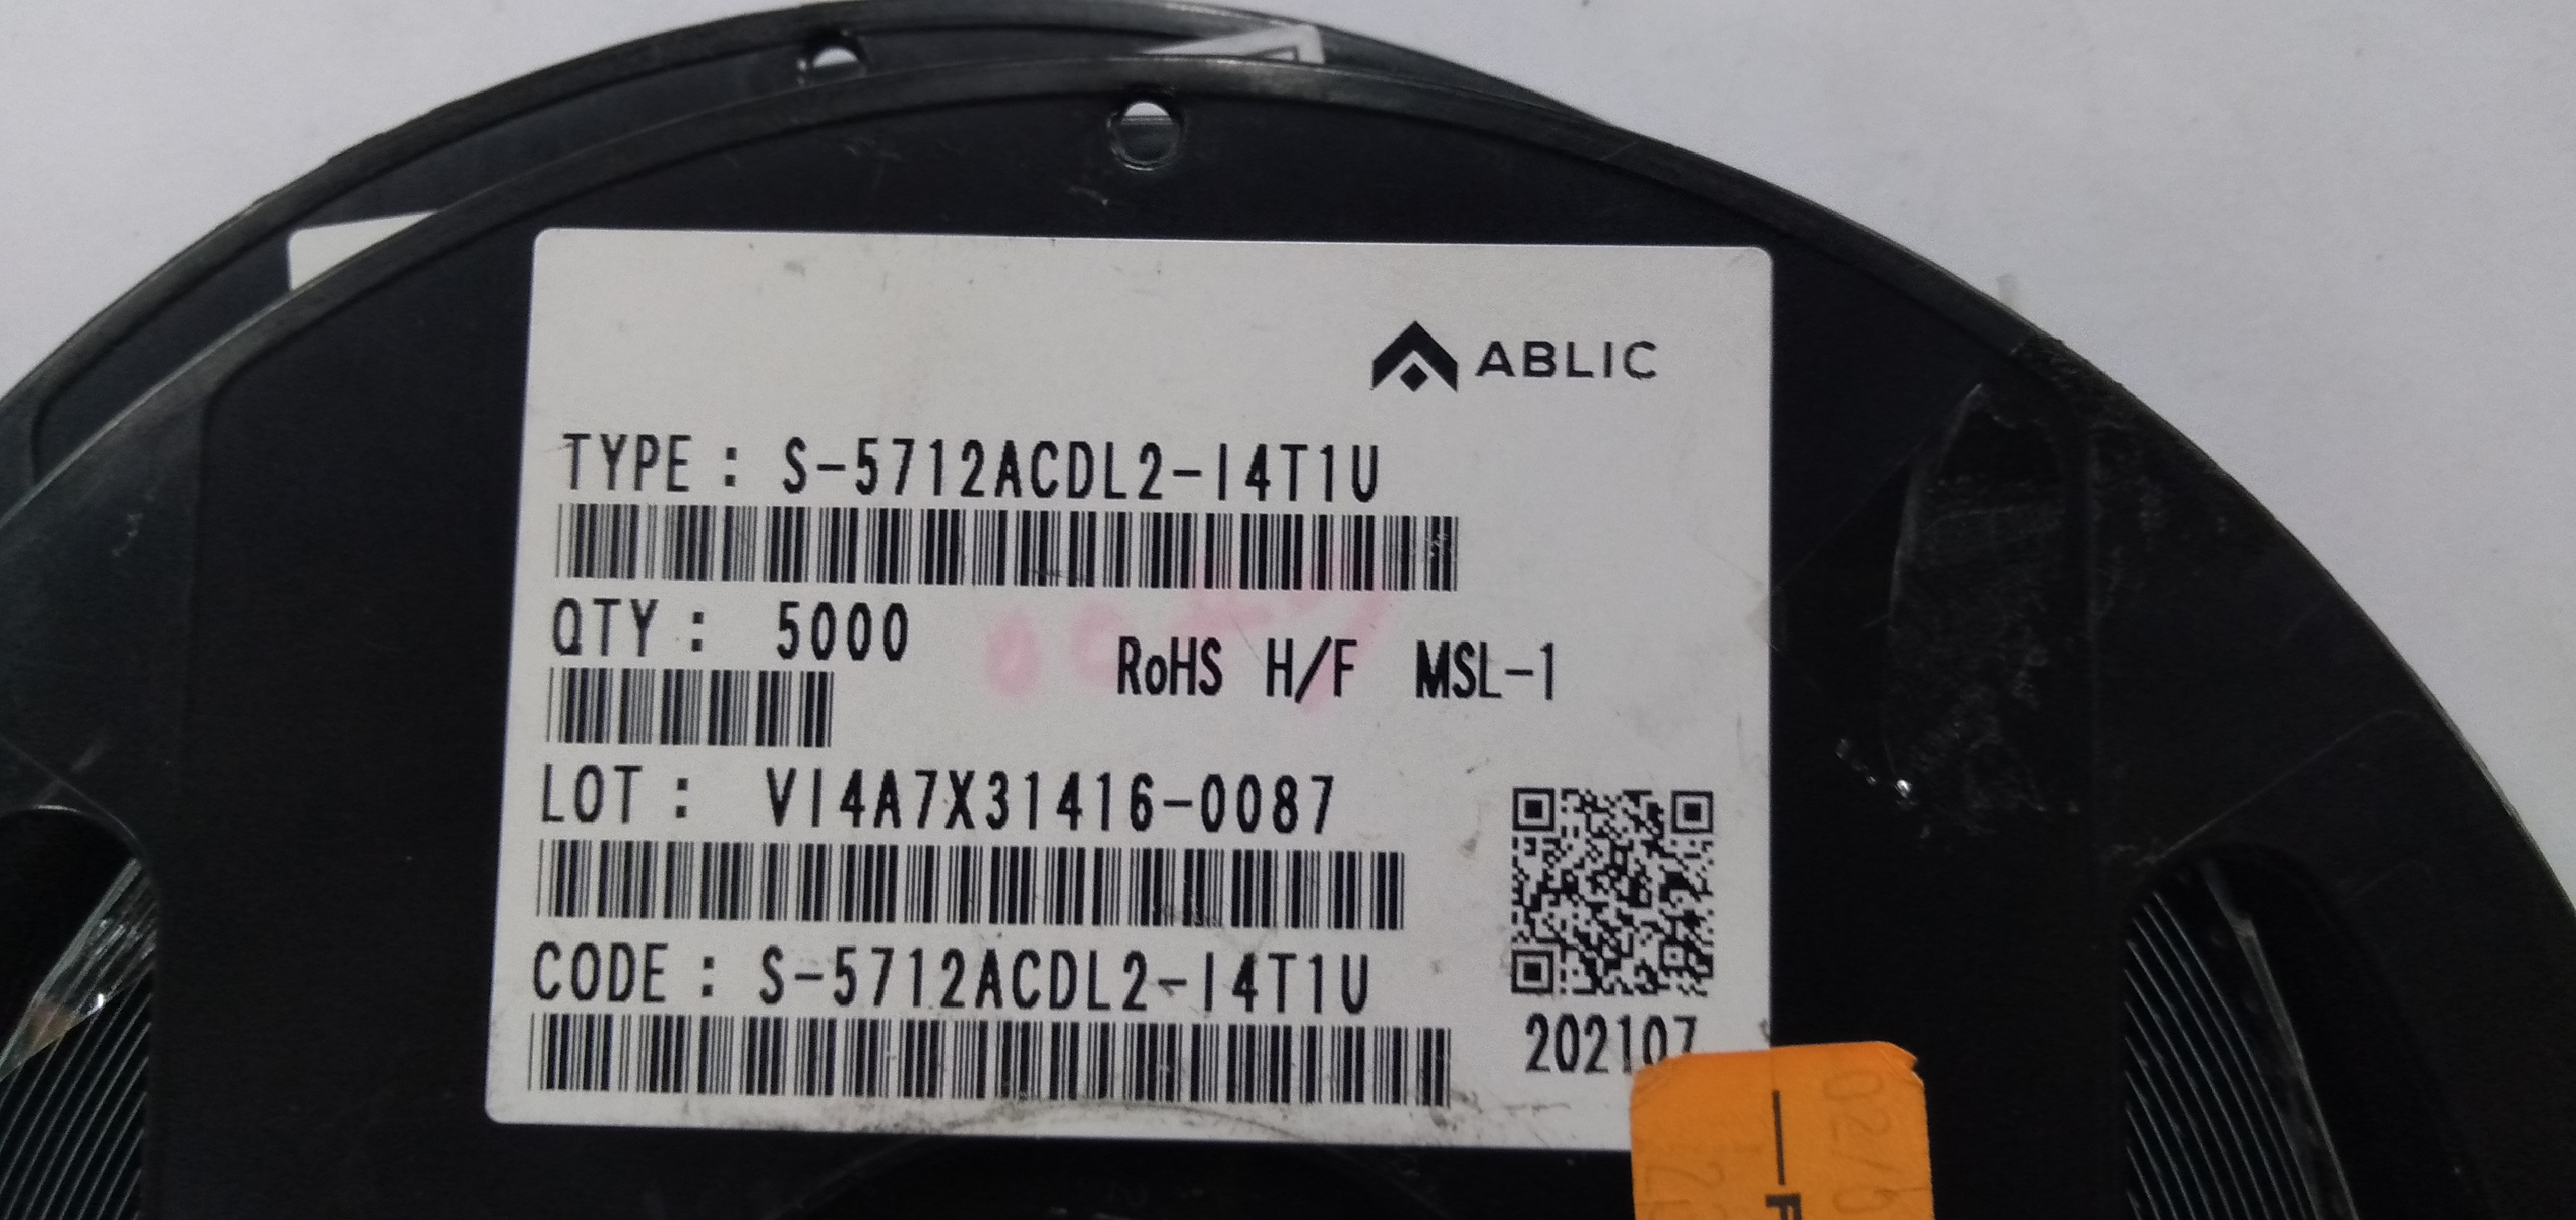 ABLIC
TYPE : S-5712ACDL2-I4T1U
QTY : 5000
RoHS H/F MSL-1
LOT : VI4A7X31416-0087
CODE : S-5712ACDL2-I4T1U
202107